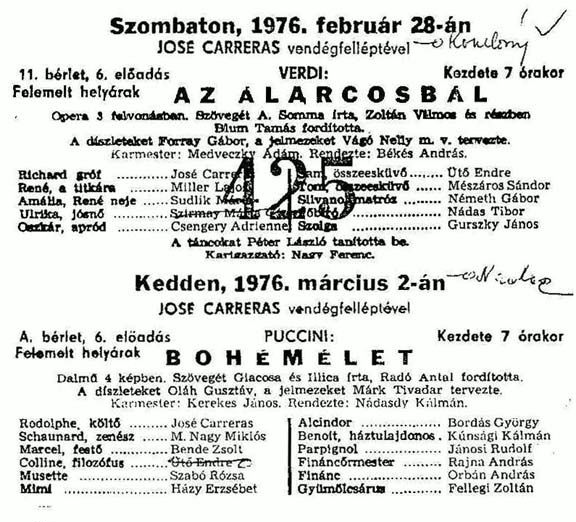 Szombaton, 1976. február 28-án
JOSÉ CARRERAS vendégfelléptével
11. bérlet, 6. előadás VERDI: Kezdete 7 órakor
Felemelt helyárak AZ ÁLARCOSBÁL
Opera 3 felvonásban. Szövegét A. Somma írta, Zoltán Vilmos és részben
Blum Tamás fordította.
A díszleteket Forray Gábor, a jelmezeket Vágó Nelly m. v. tervezte.
Karmester: Medveczky Ádám. Rendezte: Békés András.
425
Richard gróf José Carreras Sam, összeesküvő Ütő Endre
René, a titkára Miller Lajos Tom, összeesküvő Mészáros Sándor
Amália, René neje Sudlik Mária Silvano, matróz Németh Gábor
Ulrika, jósnő Szirmay Márta Főbíró Nádas Tibor
Oszkár, apród Csengery Adrienne Szolga Gurszky János
A táncokat Péter László tanította be.
Karigazgató: Nagy Ferenc.
Kedden, 1976. március 2-án
JOSÉ CARRERAS vendégfelléptével
A. bérlet, 6. előadás PUCCINI: Kezdete 7 órakor
Felemelt helyárak BOHÉMÉLET
Dalmű 4 képben. Szövegét Giacosa és Illica írta, Radó Antal fordította.
A díszleteket Oláh Gusztáv, a jelmezeket Márk Tivadar tervezte.
Karmester: Kerekes János. Rendezte: Nádasdy Kálmán.
Rodolphe, költő José Carreras Alcindor Bordás György
Schaunard, zenész M. Nagy Miklós Benoit, háztulajdonos Kúnsági Kálmán
Marcel, festő Bende Zsolt Parpignol Jánosi Rudolf
Colline, filozófus Ütő Endre Fináncőrmester Rajna András
Musette Szabó Rózsa Finánc Orbán András
Mimi Házy Erzsébet Gyümölcsárus Fellegi Zoltán